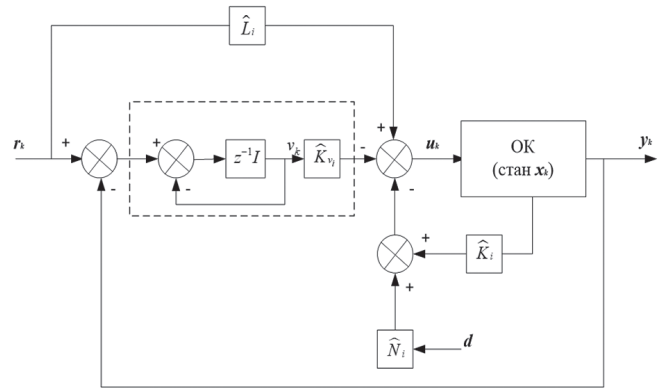 L̂ᵢ
rₖ
+
-
+
-
z⁻¹I
vₖ
K̂ᵥᵢ
-
+
-
uₖ
ОК
(стан xₖ)
yₖ
+
K̂ᵢ
+
N̂ᵢ
d